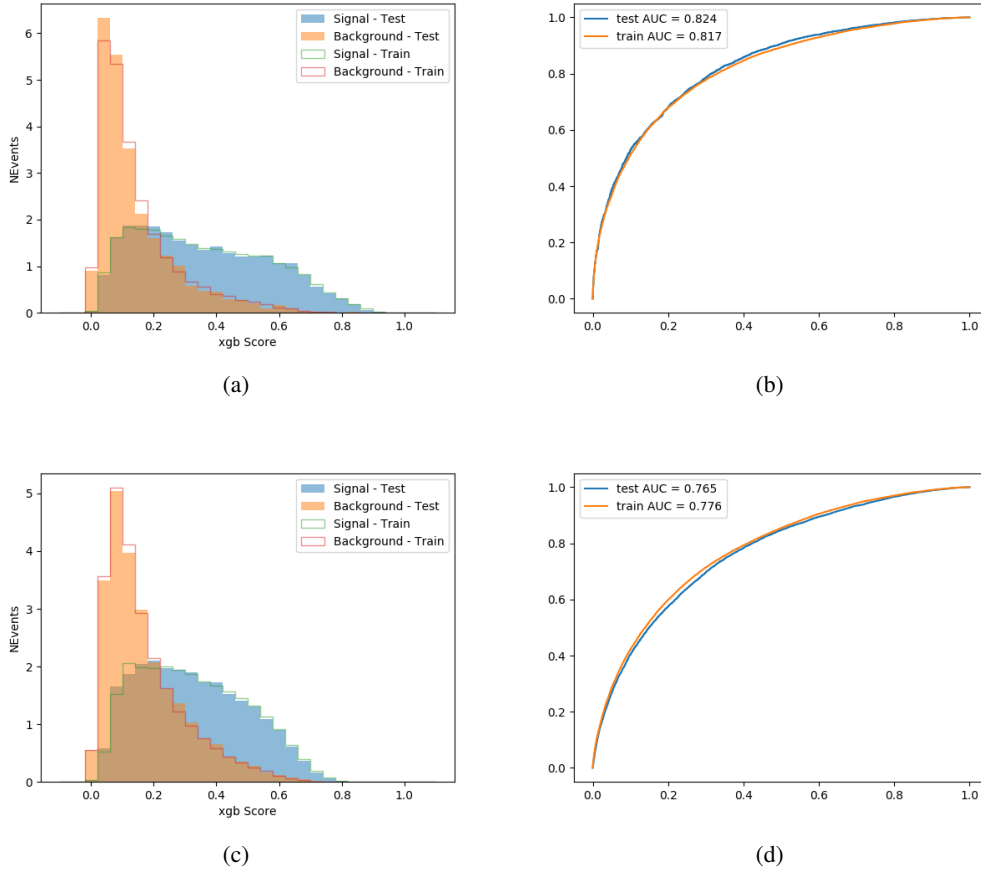 Signal - Test
Background - Test
Signal - Train
Background - Train
6
5
4
3
2
1
0
NEvents
0.0 0.2 0.4 0.6 0.8 1.0
xgb Score
(a)
test AUC = 0.824
train AUC = 0.817
1.0
0.8
0.6
0.4
0.2
0.0
0.0 0.2 0.4 0.6 0.8 1.0
(b)
Signal - Test
Background - Test
Signal - Train
Background - Train
5
4
3
2
1
0
NEvents
0.0 0.2 0.4 0.6 0.8 1.0
xgb Score
(c)
test AUC = 0.765
train AUC = 0.776
1.0
0.8
0.6
0.4
0.2
0.0
0.0 0.2 0.4 0.6 0.8 1.0
(d)